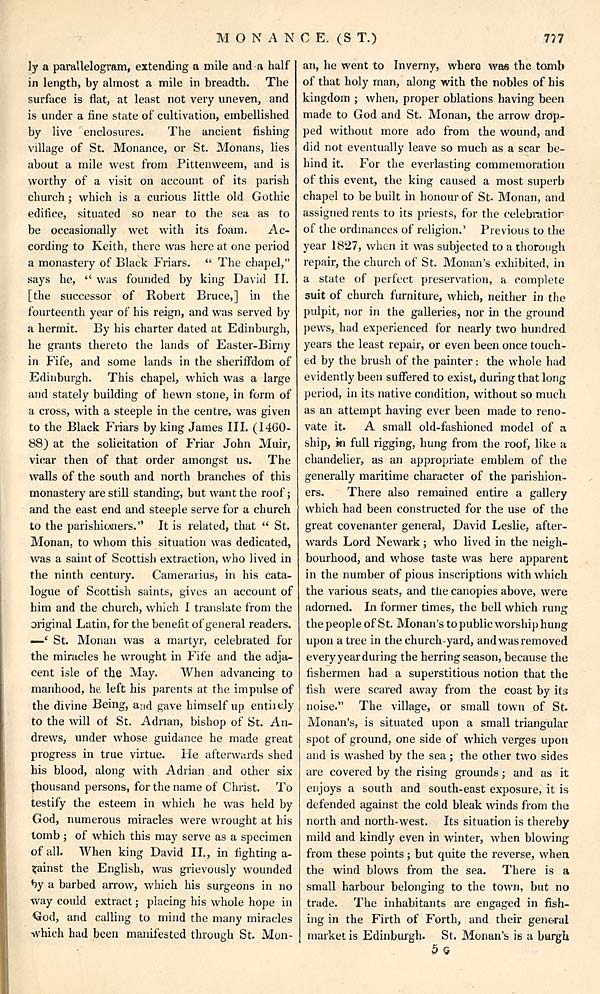 MONANCE. (ST.) 777
ly a parallelogram, extending a mile and a half
in length, by almost a mile in breadth. The
surface is flat, at least not very uneven, and
is under a fine state of cultivation, embellished
by live enclosures. The ancient fishing
village of St. Monance, or St. Monans, lies
about a mile west from Pittenweem, and is
worthy of a visit on account of its parish
church; which is a curious little old Gothic
edifice, situated so near to the sea as to
be occasionally wet with its foam. Ac-
cording to Keith, there was here at one period
a monastery of Black Friars. “ The chapel,”
says he, “ was founded by king David II.
[the successor of Robert Bruce,] in the
fourteenth year of his reign, and was served by
a hermit. By his charter dated at Edinburgh,
he grants thereto the lands of Easter-Birny
in Fife, and some lands in the sheriffdom of
Edinburgh. This chapel, which was a large
and stately building of hewn stone, in form of
a cross, with a steeple in the centre, was given
to the Black Friars by king James III. (1460-
88) at the solicitation of Friar John Muir,
vicar then of that order amongst us. The
walls of the south and north branches of this
monastery are still standing, but want the roof;
and the east end and steeple serve for a church
to the parishioners.” It is related, that “ St.
Monan, to whom this situation was dedicated,
was a saint of Scottish extraction, who lived in
the ninth century. Camerarius, in his cata-
logue of Scottish saints, gives an account of
him and the church, which I translate from the
original Latin, for the benefit of general readers.
—‘ St. Monan was a martyr, celebrated for
the miracles he wrought in Fife and the adja-
cent isle of the May. When advancing to
manhood, he left his parents at the impulse of
the divine Being, and gave himself up entirely
to the will of St. Adrian, bishop of St. An-
drews, under whose guidance he made great
progress in true virtue. He afterwards shed
his blood, along with Adrian and other six
thousand persons, for the name of Christ. To
testify the esteem in which he was held by
God, numerous miracles were wrought at his
tomb; of which this may serve as a specimen
of all. When king David II., in fighting a-
gainst the English, was grievously wounded
by a barbed arrow, which his surgeons in no
way could extract; placing his whole hope in
God, and calling to mind the many miracles
which had been manifested through St. Mon-
an, he went to Inverny, where was the tomb
of that holy man, along with the nobles of his
kingdom; when, proper oblations having been
made to God and St. Monan, the arrow drop-
ped without more ado from the wound, and
did not eventually leave so much as a scar be-
hind it. For the everlasting commemoration
of this event, the king caused a most superb
chapel to be built in honour of St. Monan, and
assigned rents to its priests, for the celebration
of the ordinances of religion.’ Previous to the
year 1827, when it was subjected to a thorough
repair, the church of St. Monan's exhibited, in
a state of perfect preservation, a complete
suit of church furniture, which, neither in the
pulpit, nor in the galleries, nor in the ground
pews, had experienced for nearly two hundred
years the least repair, or even been once touch-
ed by the brush of the painter: the whole had
evidently been suffered to exist, during that long
period, in its native condition, without so much
as an attempt having ever been made to reno-
vate it. A small old-fashioned model of a
ship, in full rigging, hung from the roof, like a
chandelier, as an appropriate emblem of the
generally maritime character of the parishion-
ers. There also remained entire a gallery
which had been constructed for the use of the
great covenanter general, David Leslie, after-
wards Lord Newark; who lived in the neigh-
bourhood, and whose taste was here apparent
in the number of pious inscriptions with which
the various seats, and the canopies above, were
adorned. In former times, the bell which rung
the people of St. Monan's to public worship hung
upon a tree in the church-yard, and was removed
every year during the herring season, because the
fishermen had a superstitious notion that the
fish were scared away from the coast by its
noise.” The village, or small town of St.
Monan's, is situated upon a small triangular
spot of ground, one side of which verges upon
and is washed by the sea; the other two sides
are covered by the rising grounds; and as it
enjoys a south and south-east exposure, it is
defended against the cold bleak winds from the
north and north-west. Its situation is thereby
mild and kindly even in winter, when blowing
from these points; but quite the reverse, when
the wind blows from the sea. There is a
small harbour belonging to the town, but no
trade. The inhabitants are engaged in fish-
ing in the Firth of Forth, and their general
market is Edinburgh. St. Monan's is a burgh
5 G